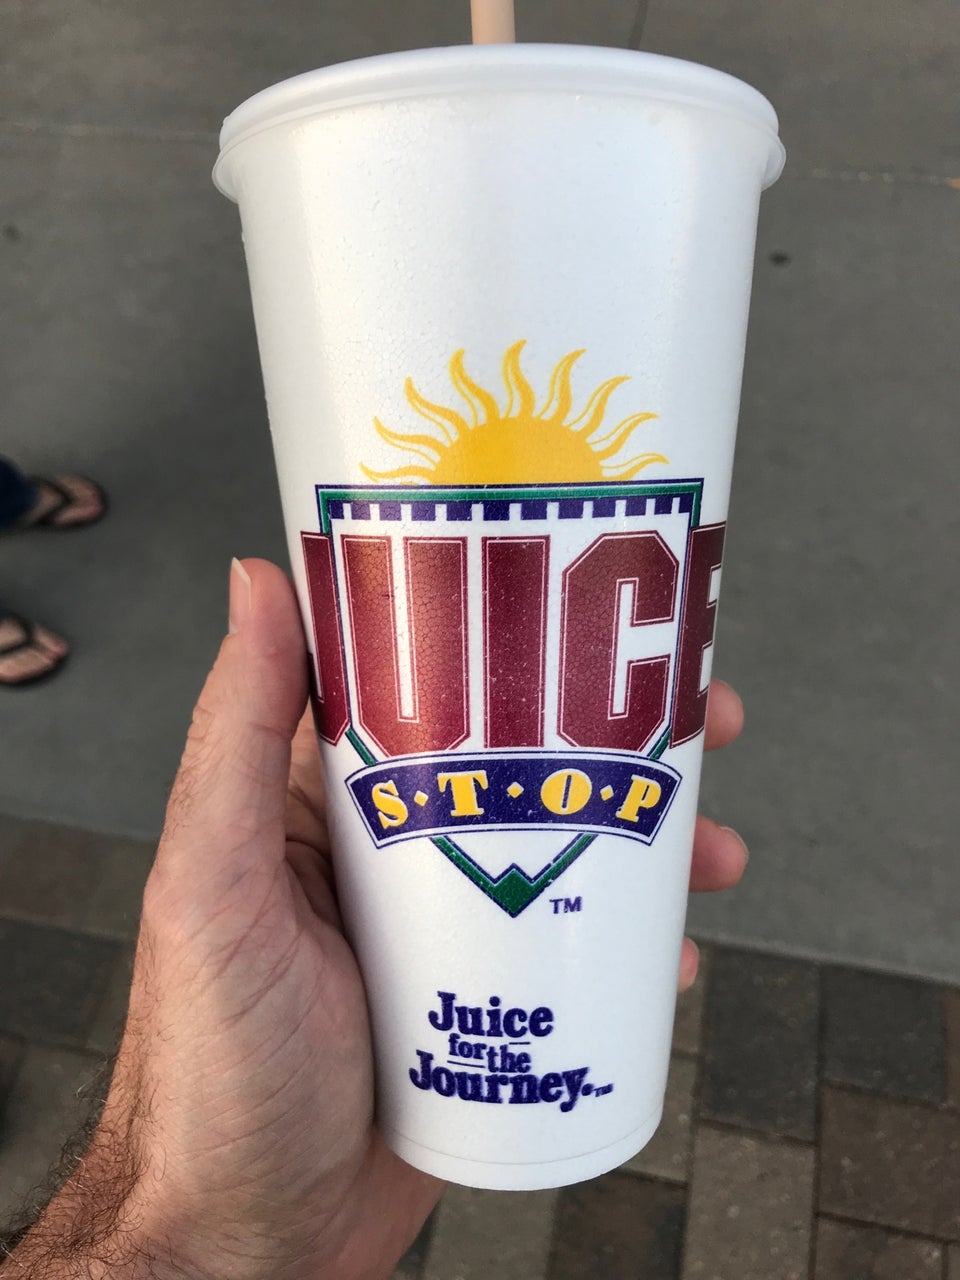 JUICE
S·T·O·P
TM
Juice
for the
Journey.™